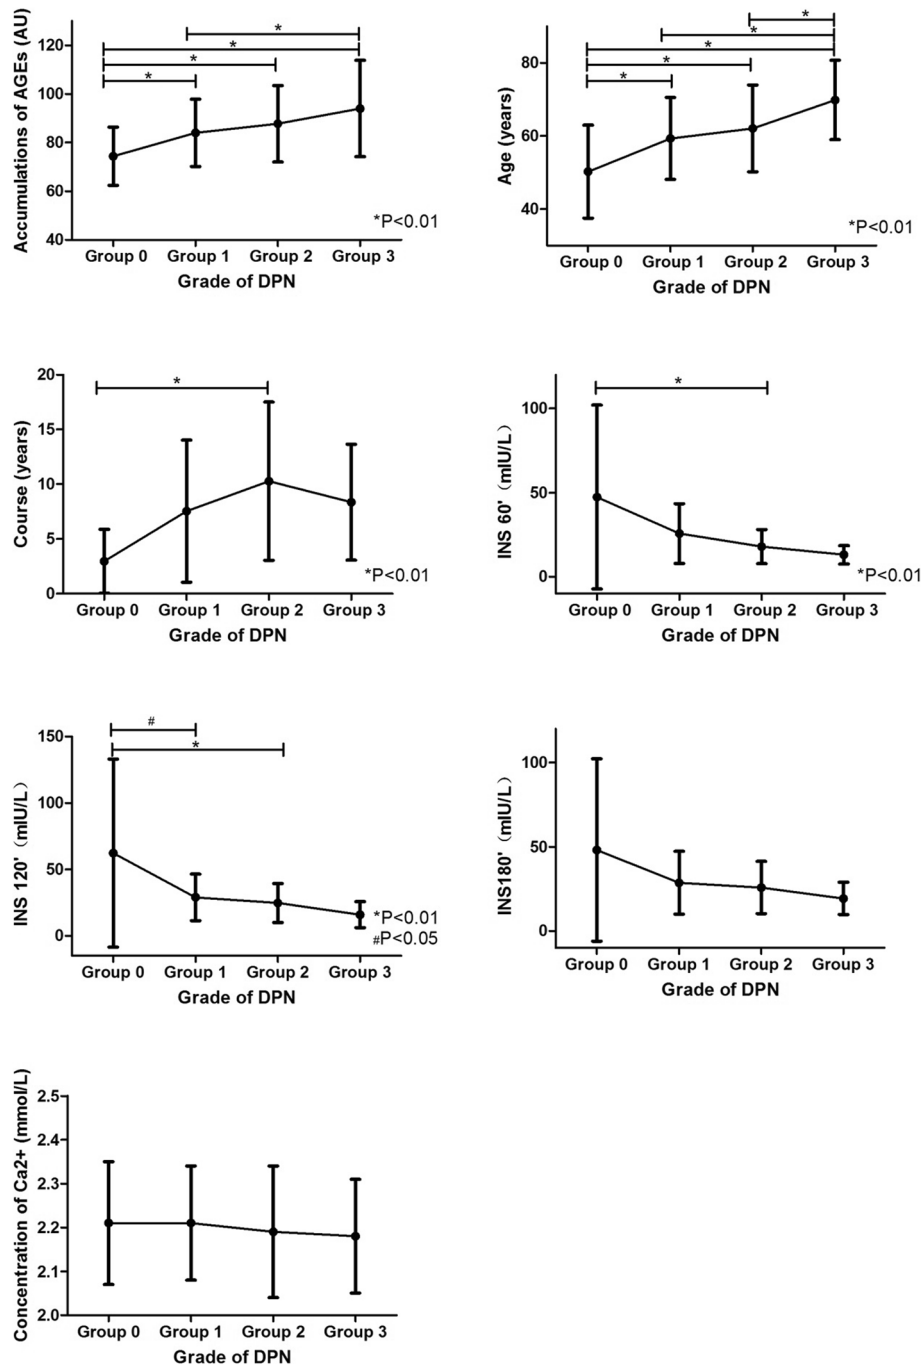 Accumulations of AGEs (AU)
120
100
80
60
40
*
*
*
*
*P<0.01
Group 0 Group 1 Group 2 Group 3
Grade of DPN
Age (years)
80
60
40
*
*
*
*
*
*P<0.01
Group 0 Group 1 Group 2 Group 3
Grade of DPN
Course (years)
20
15
10
5
0
*
*P<0.01
Group 0 Group 1 Group 2 Group 3
Grade of DPN
INS 60'（mIU/L）
100
50
0
*
*P<0.01
Group 0 Group 1 Group 2 Group 3
Grade of DPN
INS 120'（mIU/L）
150
100
50
0
#
*
*P<0.01
#P<0.05
Group 0 Group 1 Group 2 Group 3
Grade of DPN
INS180'（mIU/L）
100
50
0
Group 0 Group 1 Group 2 Group 3
Grade of DPN
Concentration of Ca2+ (mmol/L)
2.5
2.4
2.3
2.2
2.1
2.0
Group 0 Group 1 Group 2 Group 3
Grade of DPN